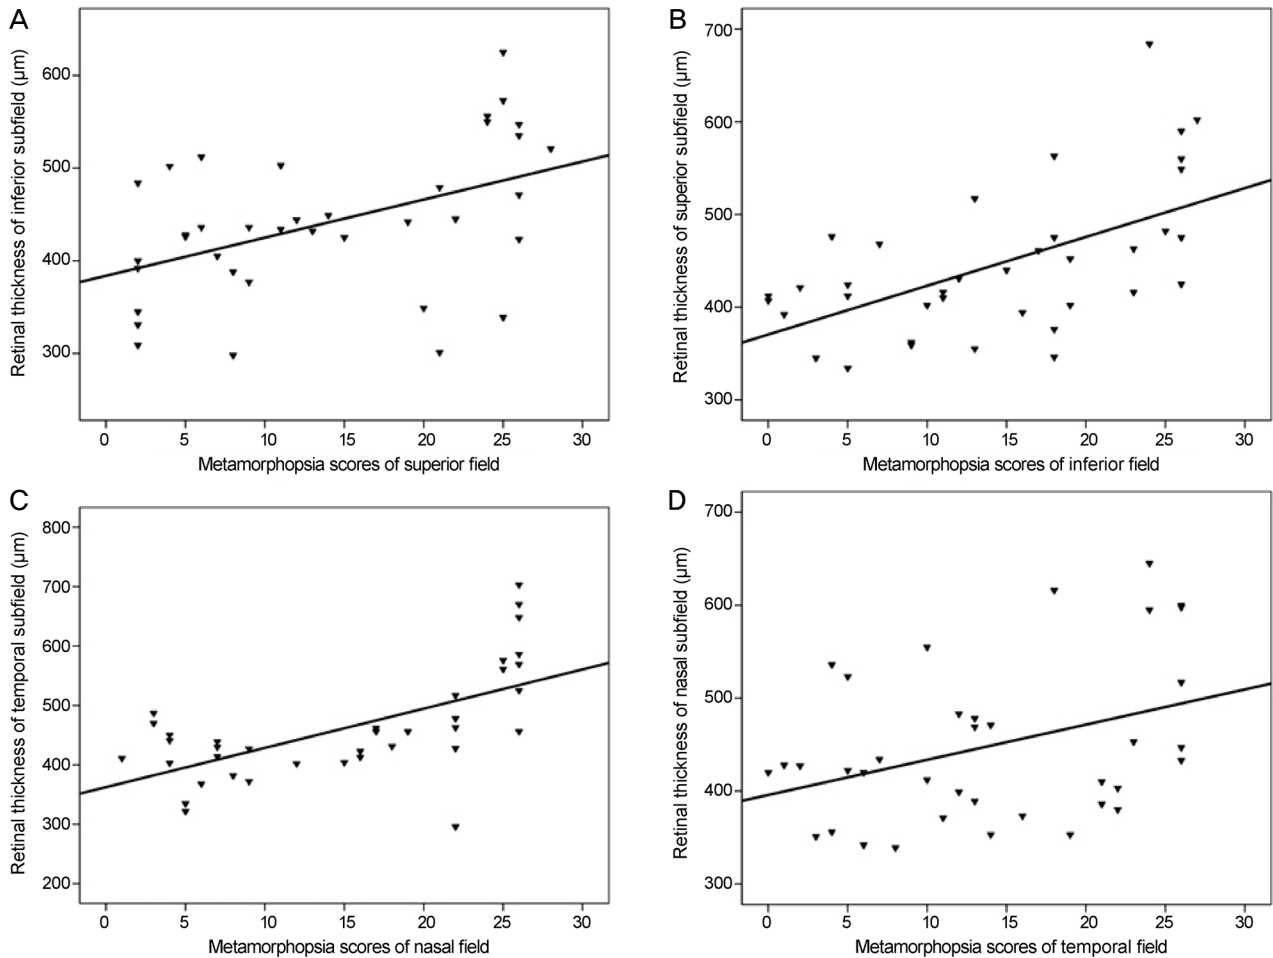 A
Retinal thickness of inferior subfield (μm)
600
500
400
300
0 5 10 15 20 25 30
Metamorphopsia scores of superior field
B
Retinal thickness of superior subfield (μm)
700
600
500
400
300
0 5 10 15 20 25 30
Metamorphopsia scores of inferior field
C
Retinal thickness of temporal subfield (μm)
800
700
600
500
400
300
200
0 5 10 15 20 25 30
Metamorphopsia scores of nasal field
D
Retinal thickness of nasal subfield (μm)
700
600
500
400
300
0 5 10 15 20 25 30
Metamorphopsia scores of temporal field